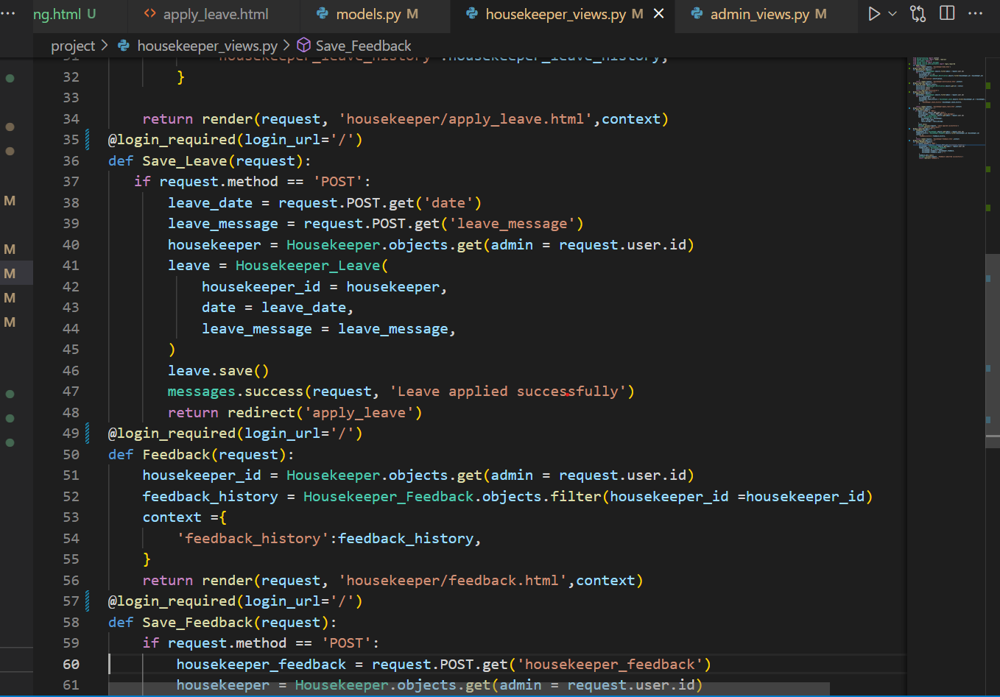 ng.html U
<> apply_leave.html
models.py M
housekeeper_views.py M
admin_views.py M
project > housekeeper_views.py > Save_Feedback
31 'housekeeper_leave_history':housekeeper_leave_history,
32 }
33
34 return render(request, 'housekeeper/apply_leave.html',context)
35 @login_required(login_url='/')
36 def Save_Leave(request):
37 if request.method == 'POST':
38 leave_date = request.POST.get('date')
39 leave_message = request.POST.get('leave_message')
40 housekeeper = Housekeeper.objects.get(admin = request.user.id)
41 leave = Housekeeper_Leave(
42 housekeeper_id = housekeeper,
43 date = leave_date,
44 leave_message = leave_message,
45 )
46 leave.save()
47 messages.success(request, 'Leave applied successfully')
48 return redirect('apply_leave')
49 @login_required(login_url='/')
50 def Feedback(request):
51 housekeeper_id = Housekeeper.objects.get(admin = request.user.id)
52 feedback_history = Housekeeper_Feedback.objects.filter(housekeeper_id =housekeeper_id)
53 context ={
54 'feedback_history':feedback_history,
55 }
56 return render(request, 'housekeeper/feedback.html',context)
57 @login_required(login_url='/')
58 def Save_Feedback(request):
59 if request.method == 'POST':
60 housekeeper_feedback = request.POST.get('housekeeper_feedback')
61 housekeeper = Housekeeper.objects.get(admin = request.user.id)
M
M
M
M
M